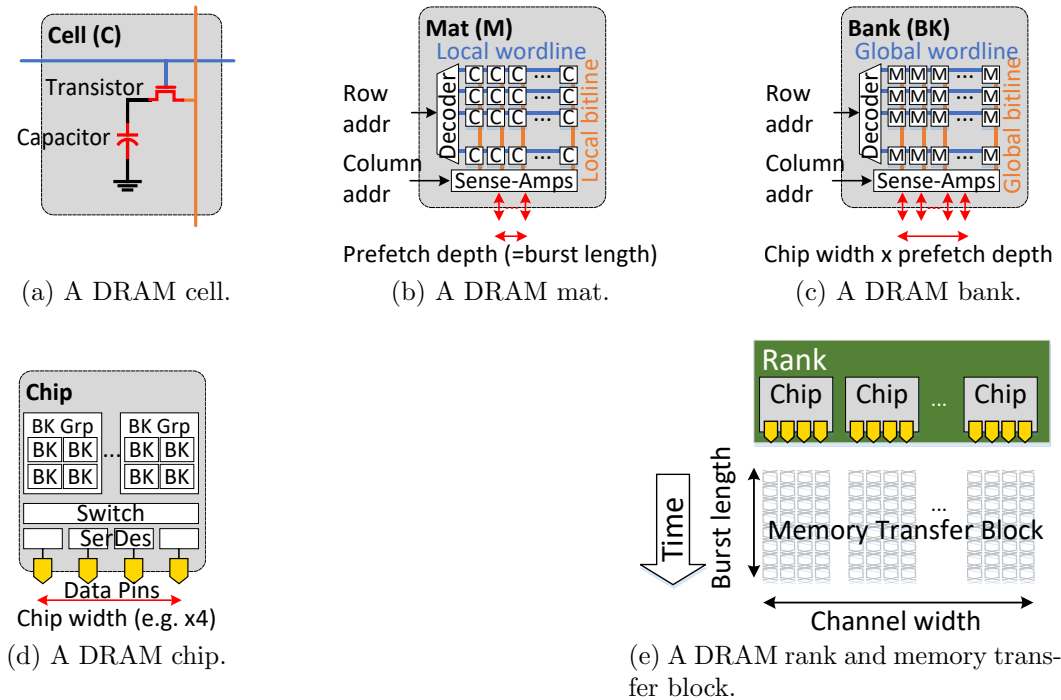 Cell (C)
Transistor
Capacitor
(a) A DRAM cell.
Mat (M)
Local wordline
C C C ... C
C C C ... C
C C C ... C
C C C ... C
Decoder
Local bitline
Row
addr
Column
addr
Sense-Amps
Prefetch depth (=burst length)
(b) A DRAM mat.
Bank (BK)
Global wordline
M M M ... M
M M M ... M
M M M ... M
M M M ... M
Decoder
Global bitline
Row
addr
Column
addr
Sense-Amps
Chip width x prefetch depth
(c) A DRAM bank.
Chip
BK Grp ... BK Grp
BK BK BK BK
BK BK BK BK
Switch
SerDes
Data Pins
Chip width (e.g. x4)
(d) A DRAM chip.
Rank
Chip Chip ... Chip
Time
Burst length
...
Memory Transfer Block
Channel width
(e) A DRAM rank and memory trans-
fer block.